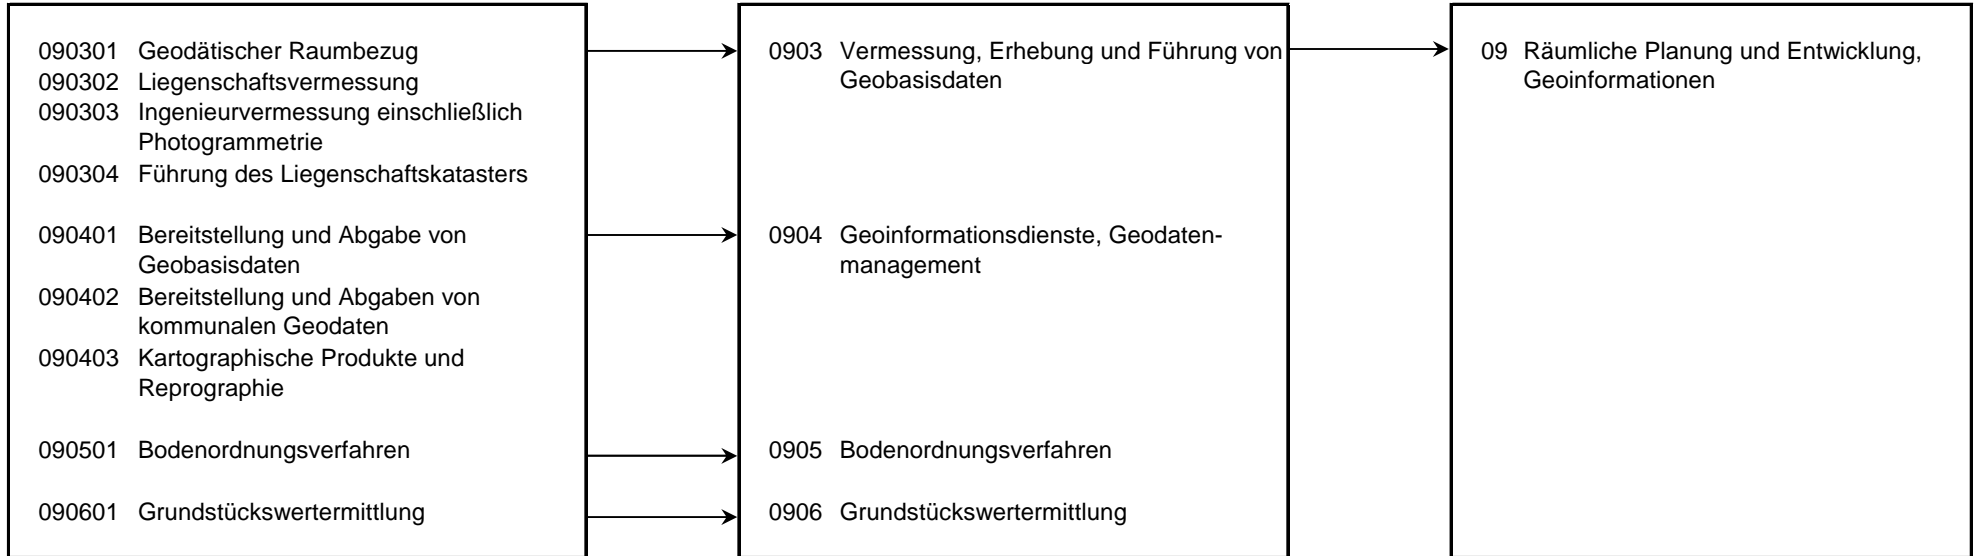 090301 Geodätischer Raumbezug
090302 Liegenschaftsvermessung
090303 Ingenieurvermessung einschließlich
Photogrammetrie
090304 Führung des Liegenschaftskatasters
090401 Bereitstellung und Abgabe von
Geobasisdaten
090402 Bereitstellung und Abgaben von
kommunalen Geodaten
090403 Kartographische Produkte und
Reprographie
090501 Bodenordnungsverfahren
090601 Grundstückswertermittlung
0903 Vermessung, Erhebung und Führung von
Geobasisdaten
0904 Geoinformationsdienste, Geodaten-
management
0905 Bodenordnungsverfahren
0906 Grundstückswertermittlung
09 Räumliche Planung und Entwicklung,
Geoinformationen